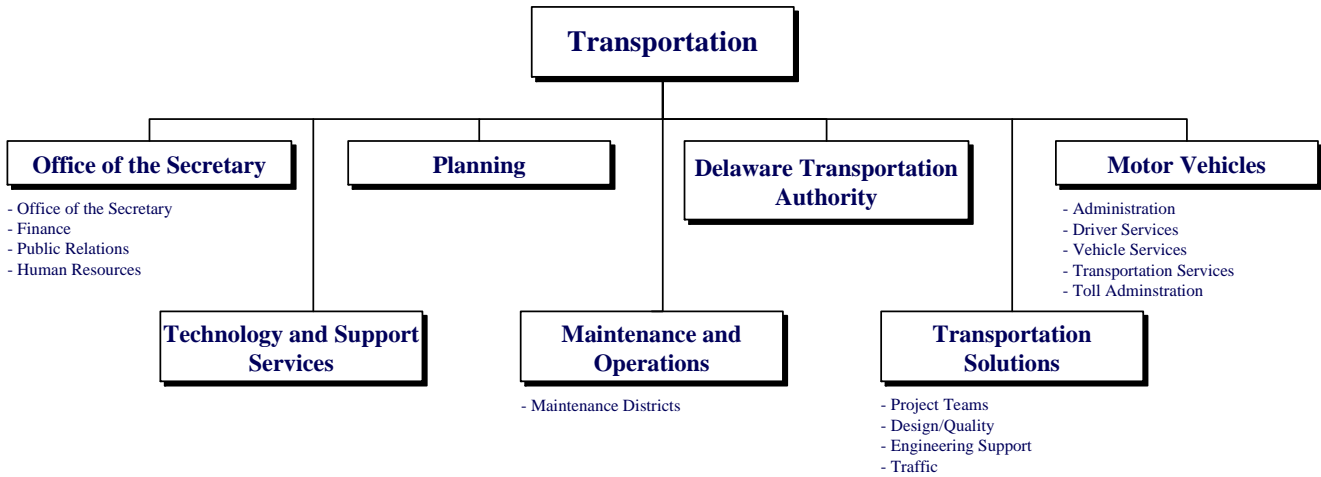 Transportation
Office of the Secretary
- Office of the Secretary
- Finance
- Public Relations
- Human Resources
Planning
Delaware Transportation
Authority
Motor Vehicles
- Administration
- Driver Services
- Vehicle Services
- Transportation Services
- Toll Adminstration
Technology and Support
Services
Maintenance and
Operations
- Maintenance Districts
Transportation
Solutions
- Project Teams
- Design/Quality
- Engineering Support
- Traffic